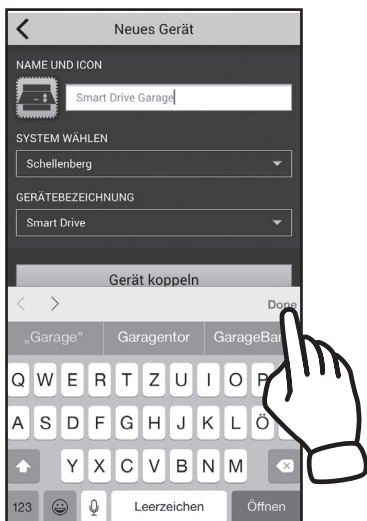 Neues Gerät
NAME UND ICON
Smart Drive Garage
SYSTEM WÄHLEN
Schellenberg
GERÄTEBEZEICHNUNG
Smart Drive
Gerät koppeln
Done
„Garage“ Garagentor
Q W E R T Z U I O P
A S D F G H J K L Ö
Y X C V B N M
123 Leerzeichen Öffnen